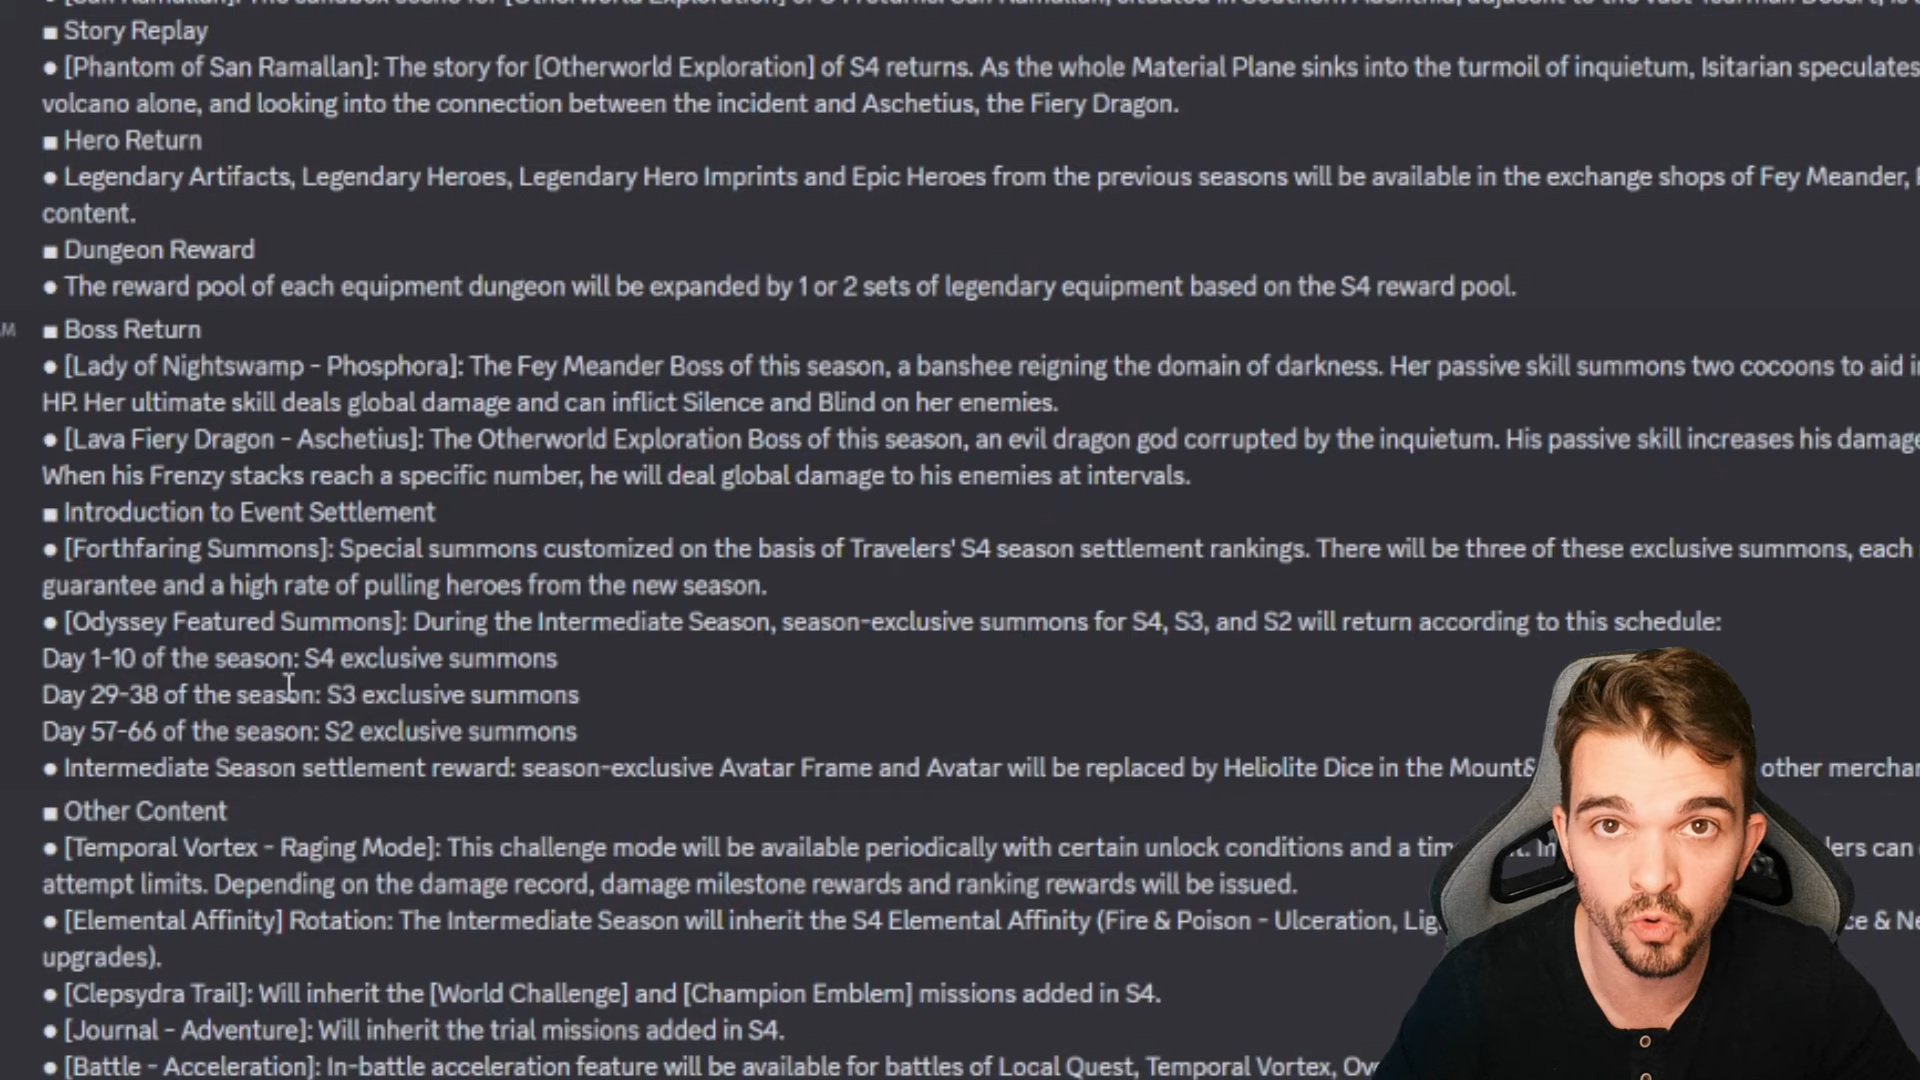 ■ Story Replay
● [Phantom of San Ramallan]: The story for [Otherworld Exploration] of S4 returns. As the whole Material Plane sinks into the turmoil of inquietum, Isitarian speculates
volcano alone, and looking into the connection between the incident and Aschetius, the Fiery Dragon.
■ Hero Return
● Legendary Artifacts, Legendary Heroes, Legendary Hero Imprints and Epic Heroes from the previous seasons will be available in the exchange shops of Fey Meander,
content.
■ Dungeon Reward
● The reward pool of each equipment dungeon will be expanded by 1 or 2 sets of legendary equipment based on the S4 reward pool.
M ■ Boss Return
● [Lady of Nightswamp - Phosphora]: The Fey Meander Boss of this season, a banshee reigning the domain of darkness. Her passive skill summons two cocoons to aid
HP. Her ultimate skill deals global damage and can inflict Silence and Blind on her enemies.
● [Lava Fiery Dragon - Aschetius]: The Otherworld Exploration Boss of this season, an evil dragon god corrupted by the inquietum. His passive skill increases his damage
When his Frenzy stacks reach a specific number, he will deal global damage to his enemies at intervals.
■ Introduction to Event Settlement
● [Forthfaring Summons]: Special summons customized on the basis of Travelers' S4 season settlement rankings. There will be three of these exclusive summons, each
guarantee and a high rate of pulling heroes from the new season.
● [Odyssey Featured Summons]: During the Intermediate Season, season-exclusive summons for S4, S3, and S2 will return according to this schedule:
Day 1-10 of the season: S4 exclusive summons
Day 29-38 of the season: S3 exclusive summons
Day 57-66 of the season: S2 exclusive summons
● Intermediate Season settlement reward: season-exclusive Avatar Frame and Avatar will be replaced by Heliolite Dice in the Mount& other
■ Other Content
● [Temporal Vortex - Raging Mode]: This challenge mode will be available periodically with certain unlock conditions and a can
attempt limits. Depending on the damage record, damage milestone rewards and ranking rewards will be issued.
● [Elemental Affinity] Rotation: The Intermediate Season will inherit the S4 Elemental Affinity (Fire & Poison - Ulceration, &
upgrades).
● [Clepsydra Trail]: Will inherit the [World Challenge] and [Champion Emblem] missions added in S4.
● [Journal - Adventure]: Will inherit the trial missions added in S4.
● [Battle - Acceleration]: In-battle acceleration feature will be available for battles of Local Quest, Temporal Vortex,